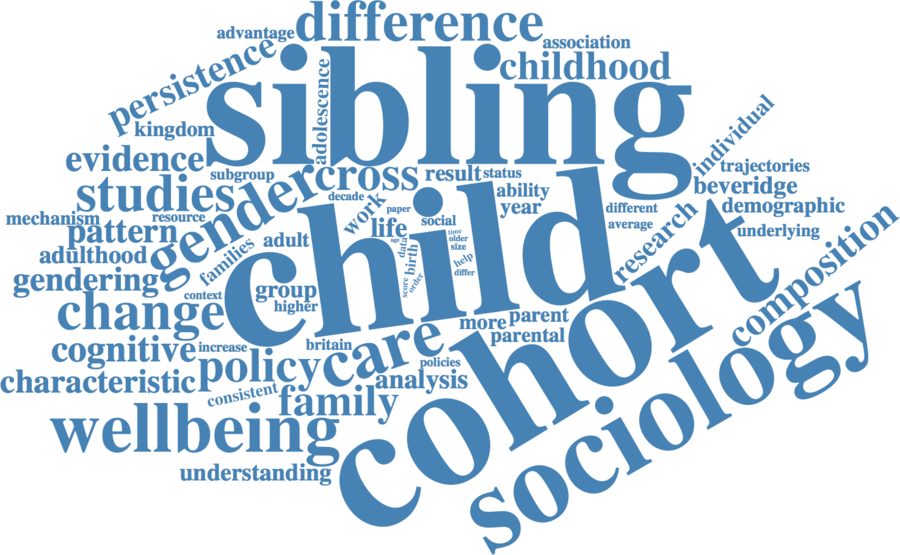 difference
advantage
association
sibling
childhood
persistence
adolescence
kingdom
individual
evidence
subgroup
cross
result
status
trajectories
studies
gender
decade
ability
beveridge
mechanism
resource
work
paper
year
different
demographic
pattern
life
social
average
research
underlying
adulthood
families
adult
child
time
older
size
age
data
birth
help
differ
gendering
context
group
higher
score
order
cohort
composition
change
more
parent
parental
cognitive
increase
britain
care
policies
policy
characteristic
consistent
analysis
family
sociology
wellbeing
understanding